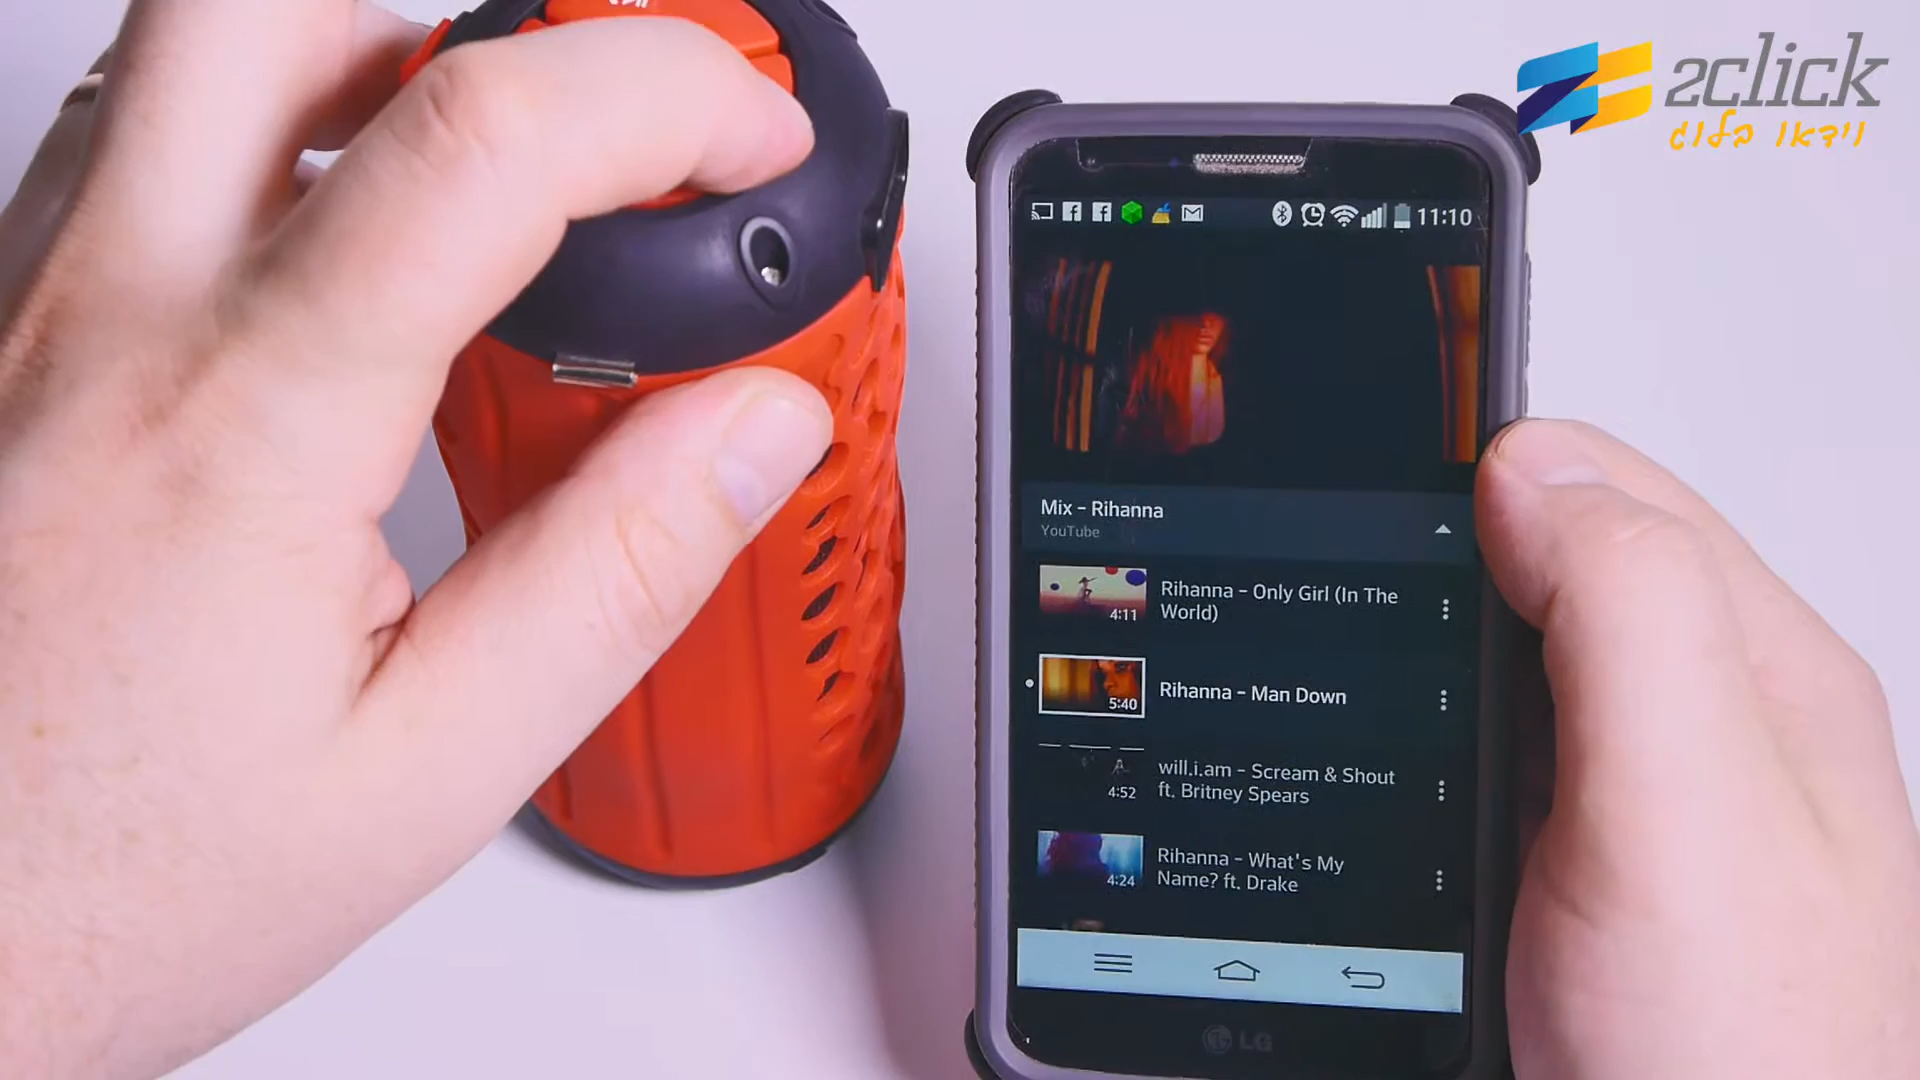 2click
וידאו בלוג
11:10
Mix - Rihanna
YouTube
Rihanna - Only Girl (In The
World)
4:11
Rihanna - Man Down
5:40
will.i.am - Scream & Shout
ft. Britney Spears
4:52
Rihanna - What's My
Name? ft. Drake
4:24
LG